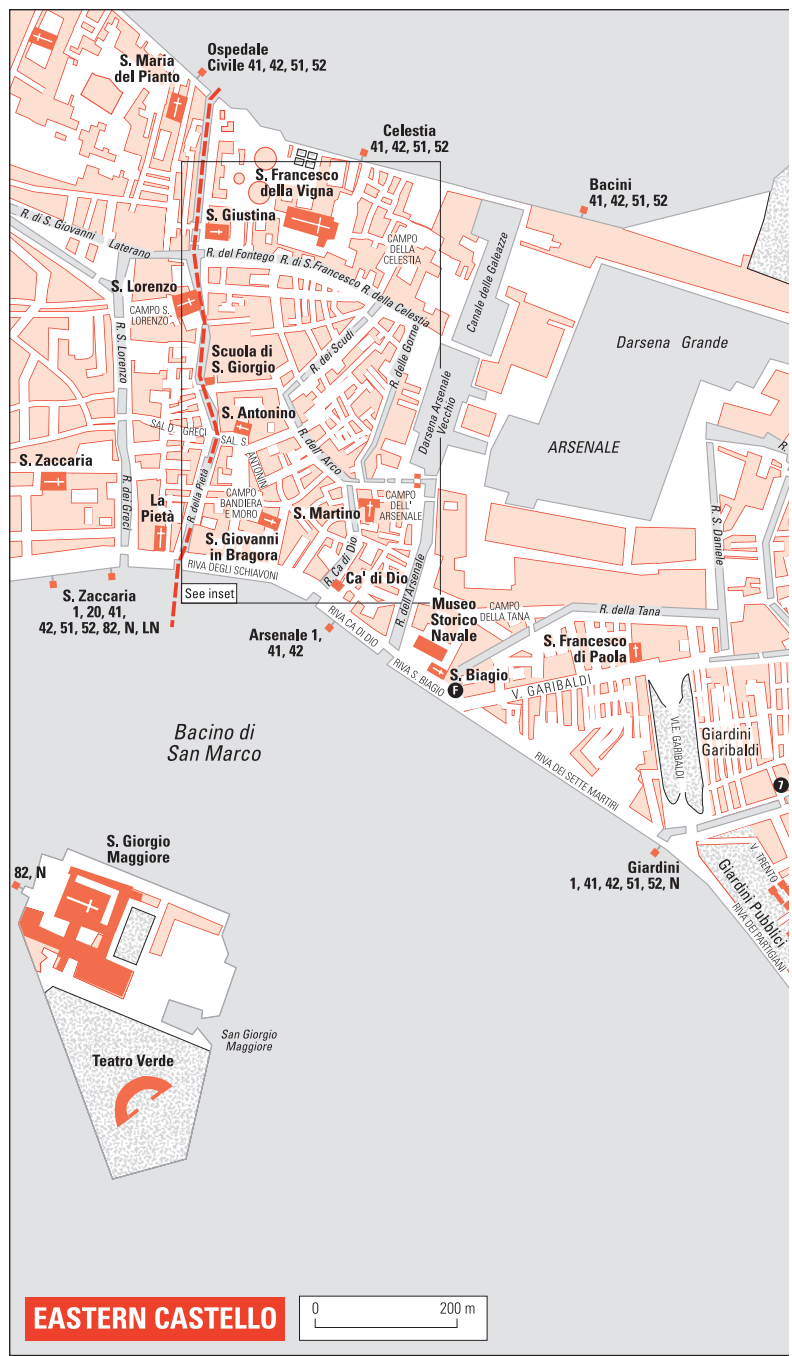 Ospedale
Civile 41, 42, 51, 52
S. Maria
del Pianto
Celestia
41, 42, 51, 52
Bacini
41, 42, 51, 52
S. Francesco
della Vigna
S. Giustina
R. di S. Giovanni
Laterano
CAMPO
DELLA
CELESTIA
R. del Fontego
R. di S. Francesco
R. della Celestia
Canale delle Galeazze
S. Lorenzo
CAMPO S.
LORENZO
R. S. Lorenzo
Darsena Grande
Scuola di
S. Giorgio
R. dei Scudi
R. delle Gorne
Darsena Arsenale
Vecchio
S. Antonino
SAL. D. GRECI
SAL. S.
ANTONIN
R. dell' Arco
ARSENALE
R.
S. Zaccaria
R. dei Greci
La
Pietà
R. della Pietà
CAMPO
BANDIERA
E MORO
S. Martino
CAMPO
DELL'
ARSENALE
S. Giovanni
in Bragora
R. S. Daniele
RIVA DEGLI SCHIAVONI
R. Ca di Dio
Ca' di Dio
R. dell'Arsenale
See inset
S. Zaccaria
1, 20, 41,
42, 51, 52, 82, N, LN
Museo
Storico
Navale
CAMPO
DELLA TANA
R. della Tana
Arsenale 1,
41, 42
RIVA CA DI DIO
S. Francesco
di Paola
RIVA S. BIAGIO
S. Biagio
F
V. GARIBALDI
Bacino di
San Marco
VLE. GARIBALDI
Giardini
Garibaldi
RIVA DEI SETTE MARTIRI
7
S. Giorgio
Maggiore
82, N
Giardini
1, 41, 42, 51, 52, N
V. TRENTO
Giardini Pubblici
RIVA DEI PARTIGIANI
San Giorgio
Maggiore
Teatro Verde
EASTERN CASTELLO
0
200 m